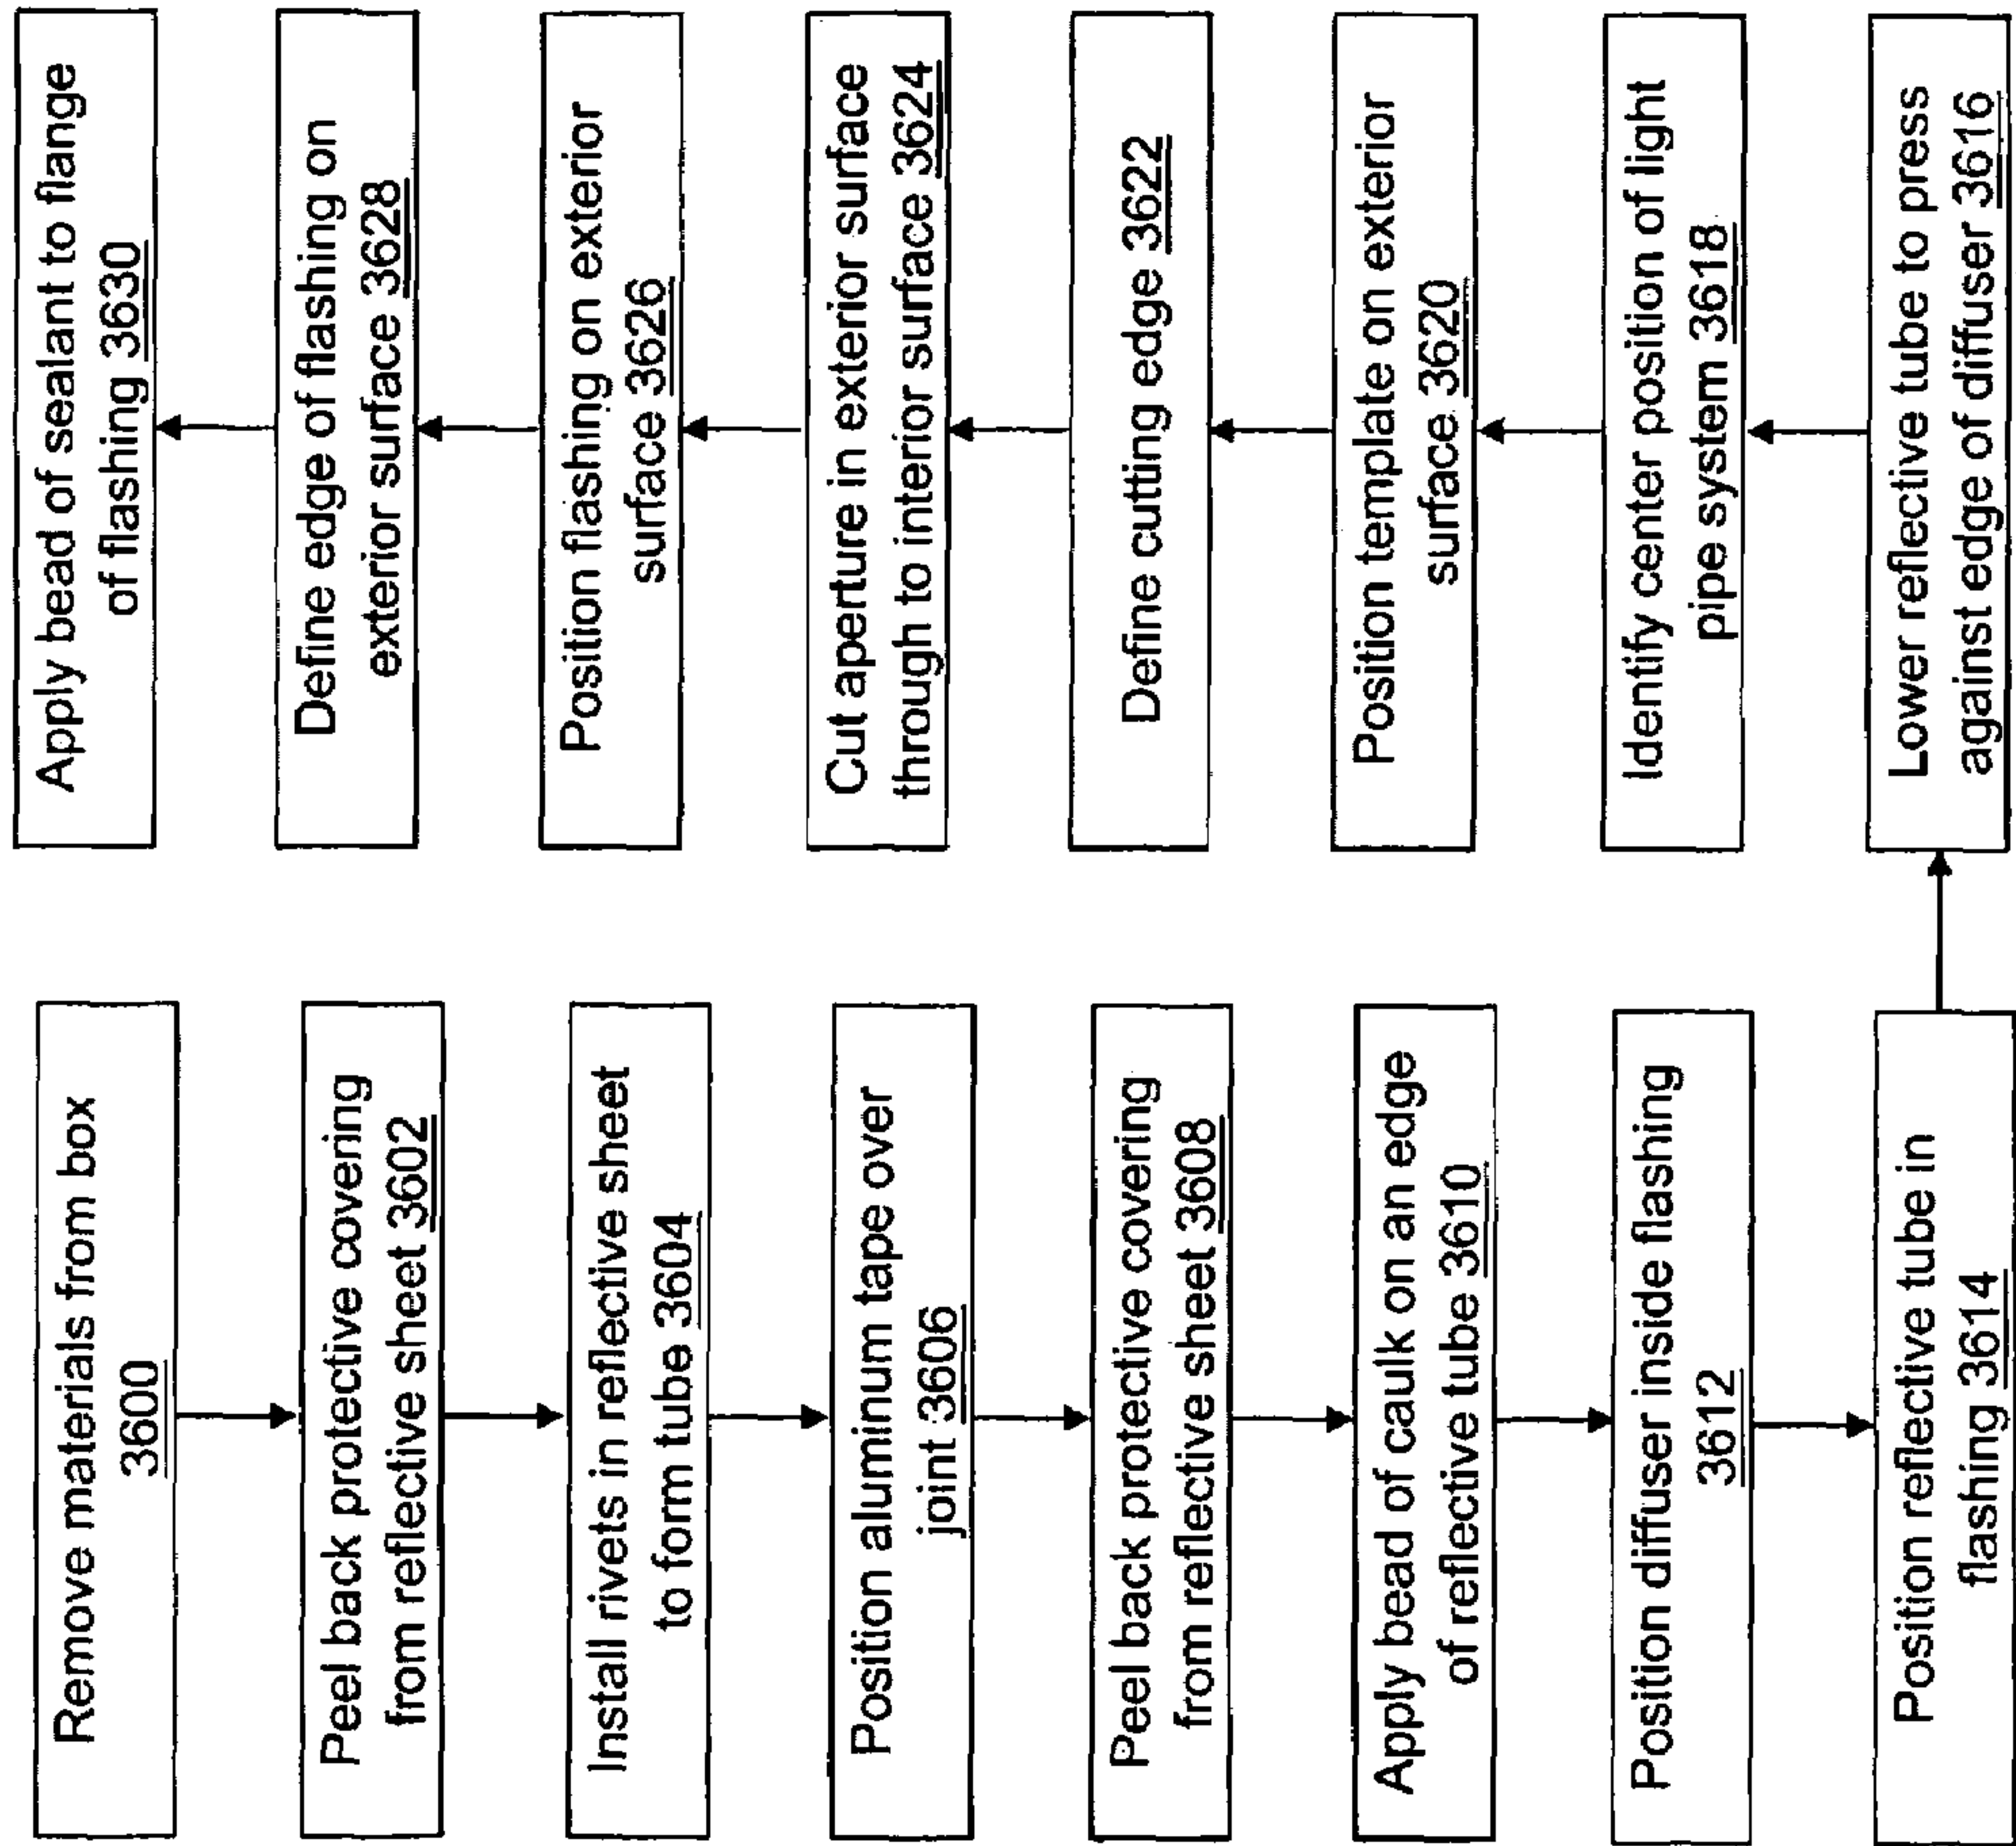 Remove materials from box
3600
Peel back protective covering
from reflective sheet 3602
Install rivets in reflective sheet
to form tube 3604
Position aluminum tape over
joint 3606
Peel back protective covering
from reflective sheet 3608
Apply bead of caulk on an edge
of reflective tube 3610
Position diffuser inside flashing
3612
Position reflective tube in
flashing 3614
Lower reflective tube to press
against edge of diffuser 3616
Identify center position of light
pipe system 3618
Position template on exterior
surface 3620
Define cutting edge 3622
Cut aperture in exterior surface
through to interior surface 3624
Position flashing on exterior
surface 3626
Define edge of flashing on
exterior surface 3628
Apply bead of sealant to flange
of flashing 3630